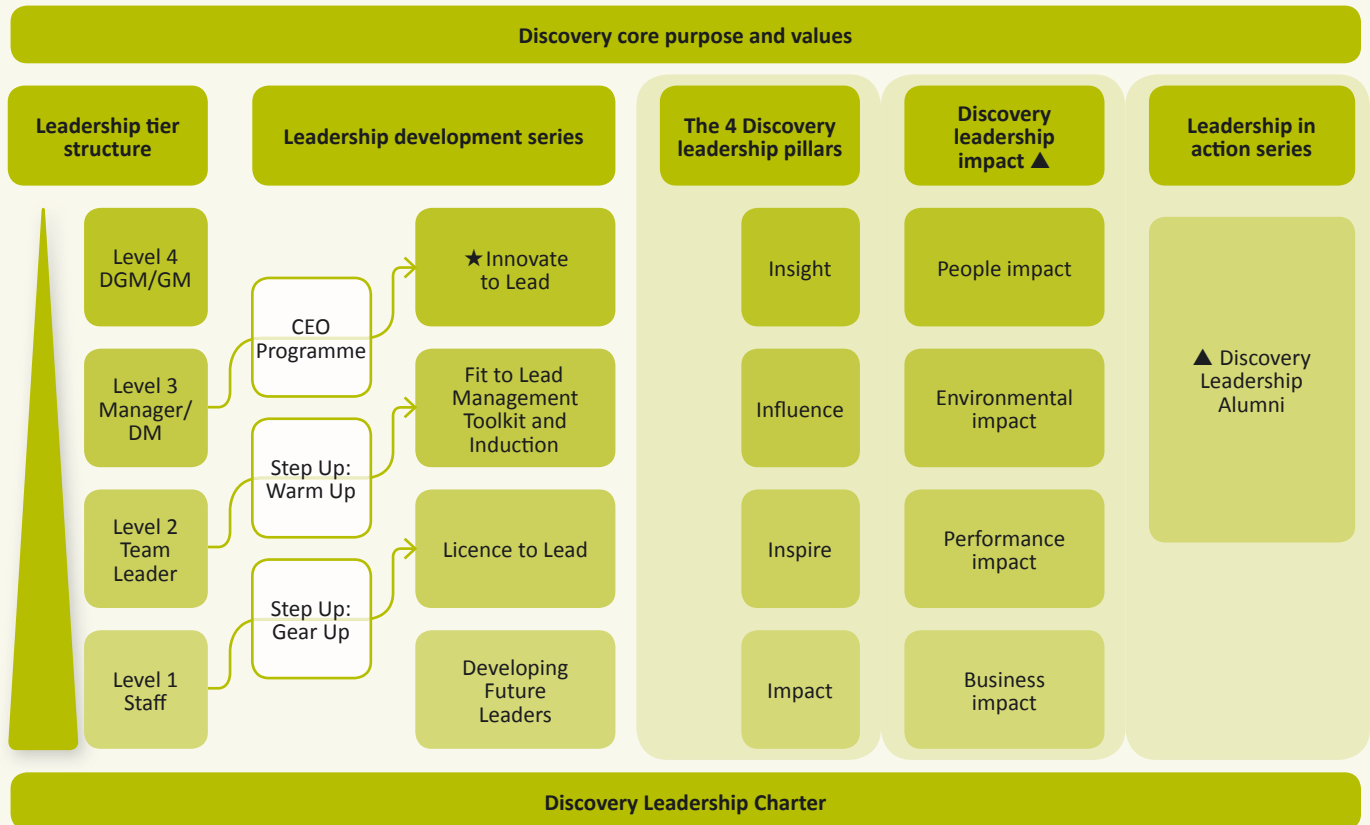 Discovery core purpose and values
Leadership tier
structure
Leadership development series
The 4 Discovery
leadership pillars
Discovery
leadership
impact ▲
Leadership in
action series
Level 4
DGM/GM
CEO
Programme
★ Innovate
to Lead
Insight
People impact
▲ Discovery
Leadership
Alumni
Level 3
Manager/
DM
Step Up:
Warm Up
Fit to Lead
Management
Toolkit and
Induction
Influence
Environmental
impact
Level 2
Team
Leader
Step Up:
Gear Up
Licence to Lead
Inspire
Performance
impact
Level 1
Staff
Developing
Future
Leaders
Impact
Business
impact
Discovery Leadership Charter